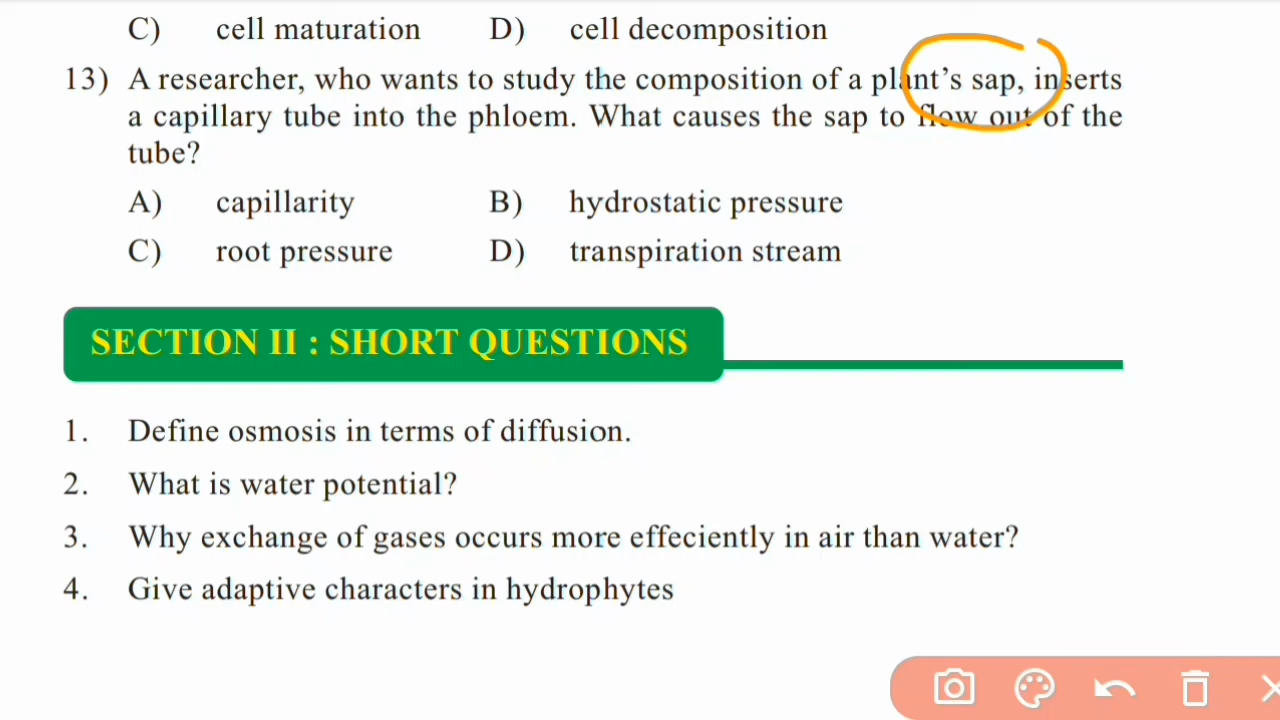 C) cell maturation D) cell decomposition
13) A researcher, who wants to study the composition of a plant’s sap, inserts
a capillary tube into the phloem. What causes the sap to flow out of the
tube?
A) capillarity B) hydrostatic pressure
C) root pressure D) transpiration stream
SECTION II : SHORT QUESTIONS
1. Define osmosis in terms of diffusion.
2. What is water potential?
3. Why exchange of gases occurs more effeciently in air than water?
4. Give adaptive characters in hydrophytes